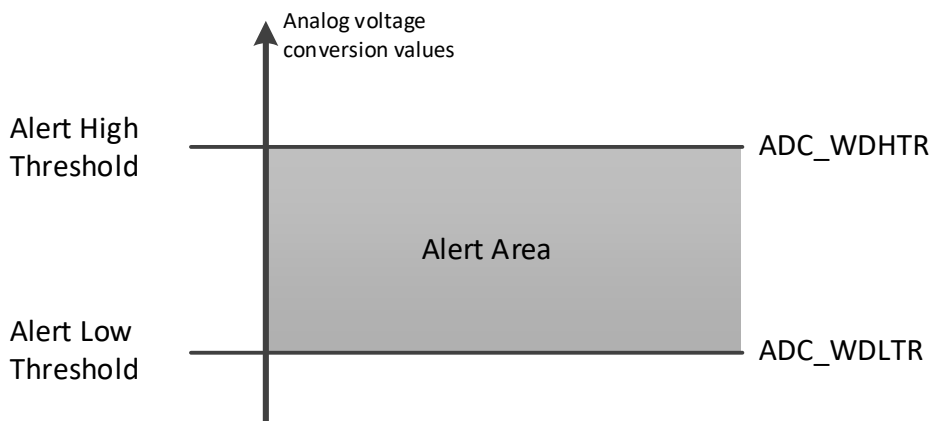 Analog voltage
conversion values
Alert High
Threshold
ADC_WDHTR
Alert Area
Alert Low
Threshold
ADC_WDLTR